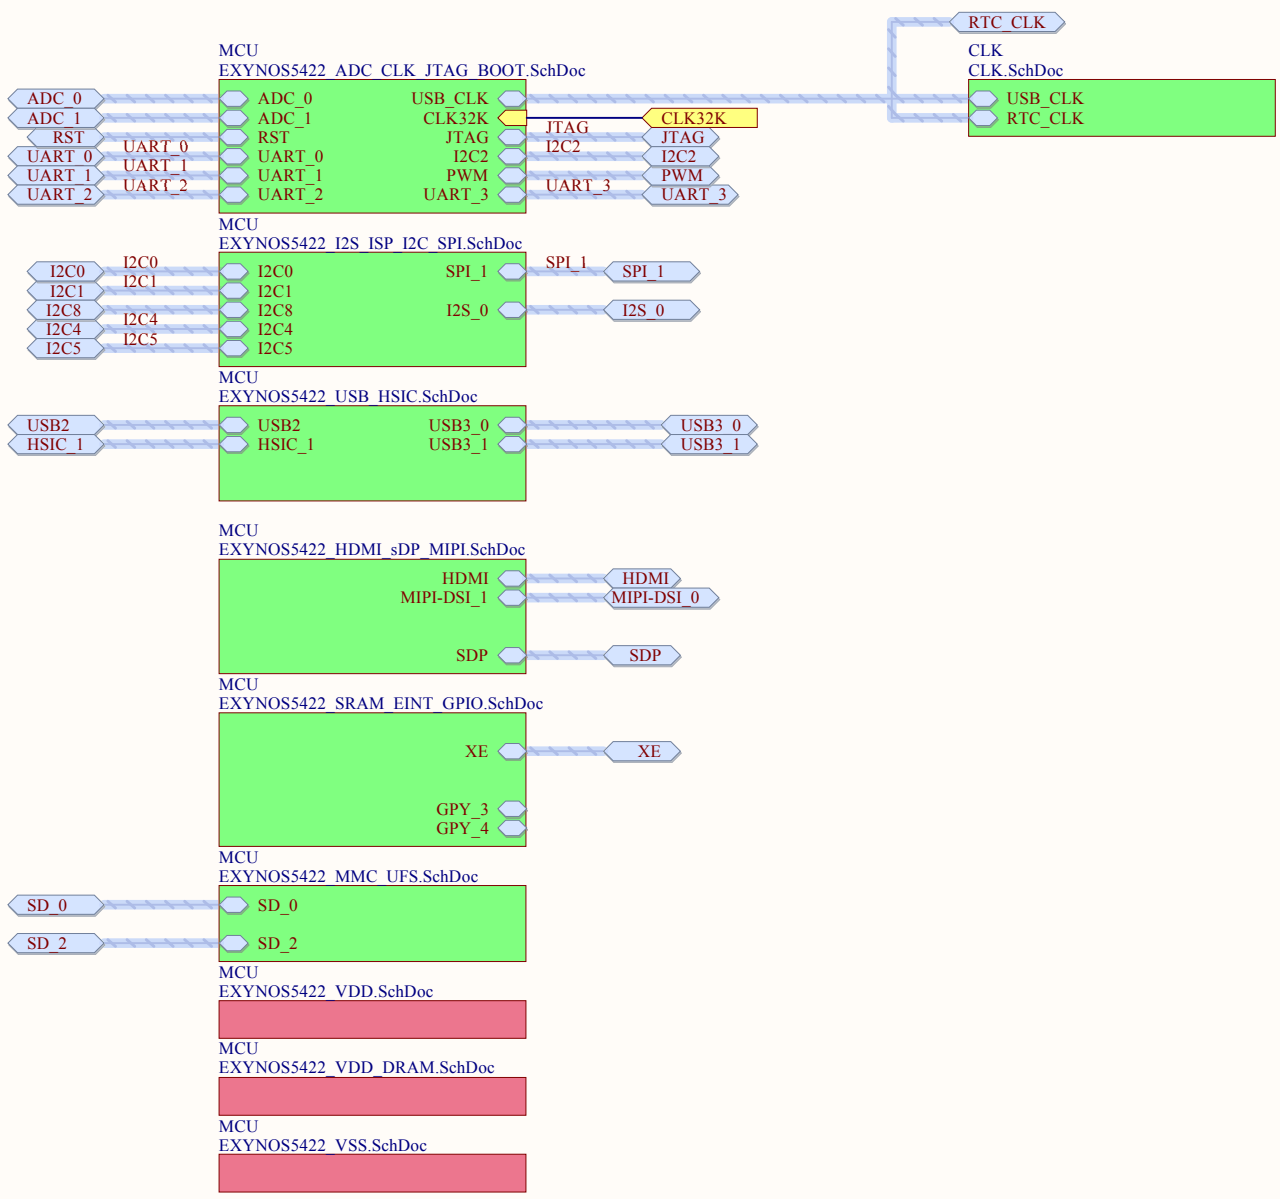 RTC_CLK
MCU
EXYNOS5422_ADC_CLK_JTAG_BOOT.SchDoc
CLK
CLK.SchDoc
ADC_0
ADC_0
USB_CLK
USB_CLK
ADC_1
ADC_1
CLK32K
CLK32K
RTC_CLK
RST
RST
JTAG
JTAG
JTAG
UART_0
UART_0
UART_0
I2C2
I2C2
I2C2
UART_1
UART_1
UART_1
PWM
PWM
UART_2
UART_2
UART_2
UART_3
UART_3
UART_3
MCU
EXYNOS5422_I2S_ISP_I2C_SPI.SchDoc
I2C0
I2C0
I2C0
SPI_1
SPI_1
SPI_1
I2C1
I2C1
I2C1
I2C8
I2C8
I2S_0
I2S_0
I2C4
I2C4
I2C4
I2C5
I2C5
I2C5
MCU
EXYNOS5422_USB_HSIC.SchDoc
USB2
USB2
USB3_0
USB3_0
HSIC_1
HSIC_1
USB3_1
USB3_1
MCU
EXYNOS5422_HDMI_sDP_MIPI.SchDoc
HDMI
HDMI
MIPI-DSI_1
MIPI-DSI_0
SDP
SDP
MCU
EXYNOS5422_SRAM_EINT_GPIO.SchDoc
XE
XE
GPY_3
GPY_4
MCU
EXYNOS5422_MMC_UFS.SchDoc
SD_0
SD_0
SD_2
SD_2
MCU
EXYNOS5422_VDD.SchDoc
MCU
EXYNOS5422_VDD_DRAM.SchDoc
MCU
EXYNOS5422_VSS.SchDoc